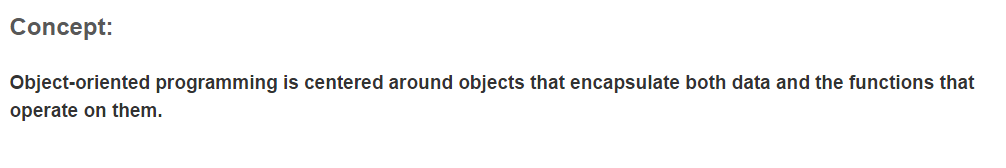 Concept:
Object-oriented programming is centered around objects that encapsulate both data and the functions that
operate on them.